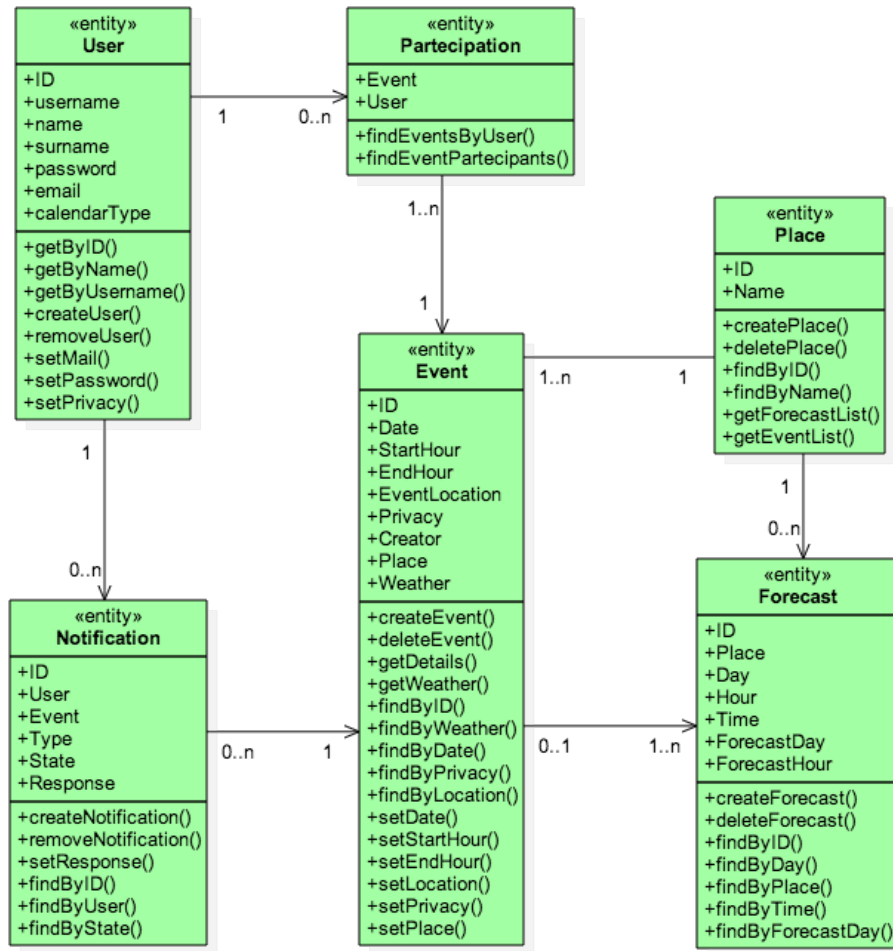 «entity»
User
+ID
+username
+name
+surname
+password
+email
+calendarType
+getByID()
+getByName()
+getByUsername()
+createUser()
+removeUser()
+setMail()
+setPassword()
+setPrivacy()
1
0..n
«entity»
Partecipation
+Event
+User
+findEventsByUser()
+findEventPartecipants()
1..n
1
«entity»
Place
+ID
+Name
+createPlace()
+deletePlace()
+findByID()
+findByName()
+getForecastList()
+getEventList()
1..n
1
1
0..n
«entity»
Event
+ID
+Date
+StartHour
+EndHour
+EventLocation
+Privacy
+Creator
+Place
+Weather
+createEvent()
+deleteEvent()
+getDetails()
+getWeather()
+findByID()
+findByWeather()
+findByDate()
+findByPrivacy()
+findByLocation()
+setDate()
+setStartHour()
+setEndHour()
+setLocation()
+setPrivacy()
+setPlace()
1
0..n
«entity»
Notification
+ID
+User
+Event
+Type
+State
+Response
+createNotification()
+removeNotification()
+setResponse()
+findByID()
+findByUser()
+findByState()
0..n
1
0..1
1..n
«entity»
Forecast
+ID
+Place
+Day
+Hour
+Time
+ForecastDay
+ForecastHour
+createForecast()
+deleteForecast()
+findByID()
+findByDay()
+findByPlace()
+findByTime()
+findByForecastDay()